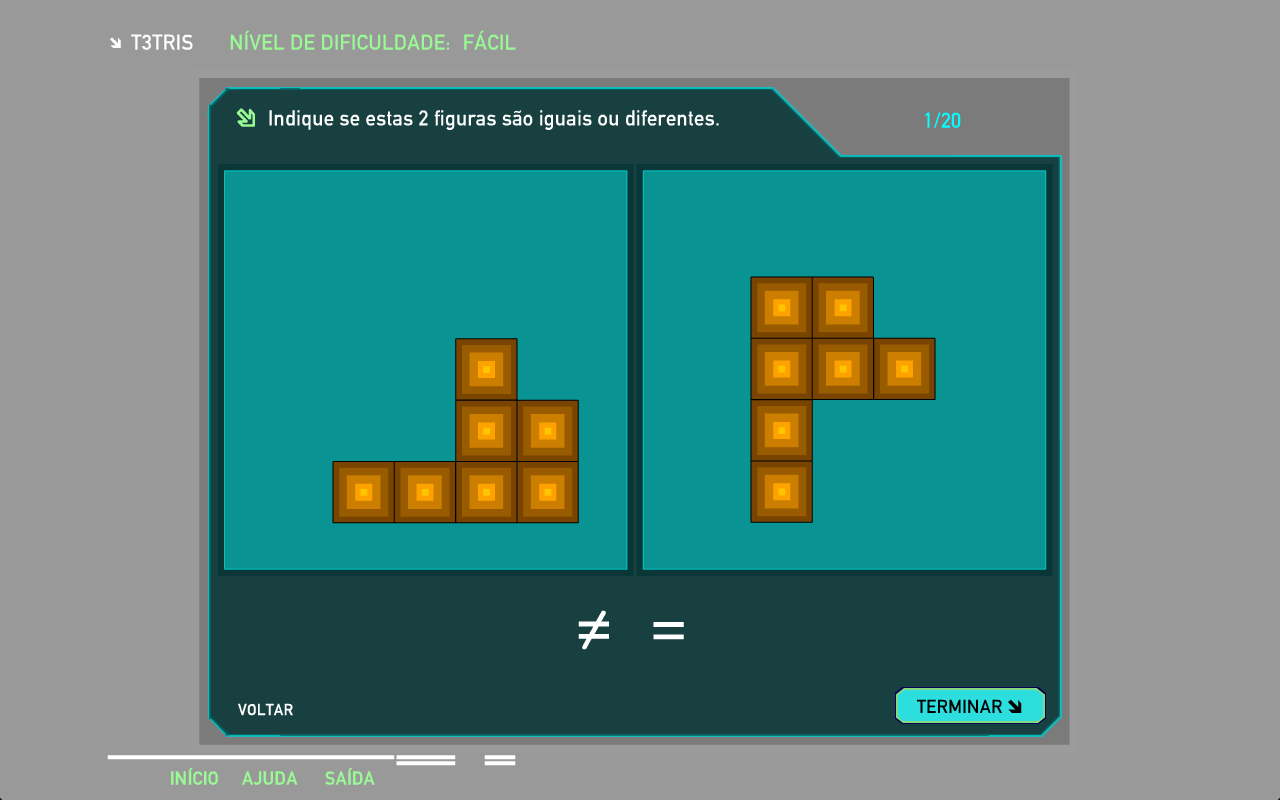 T3TRIS NÍVEL DE DIFICULDADE: FÁCIL
Indique se estas 2 figuras são iguais ou diferentes.
1/20
≠ =
VOLTAR
TERMINAR
INÍCIO AJUDA SAÍDA